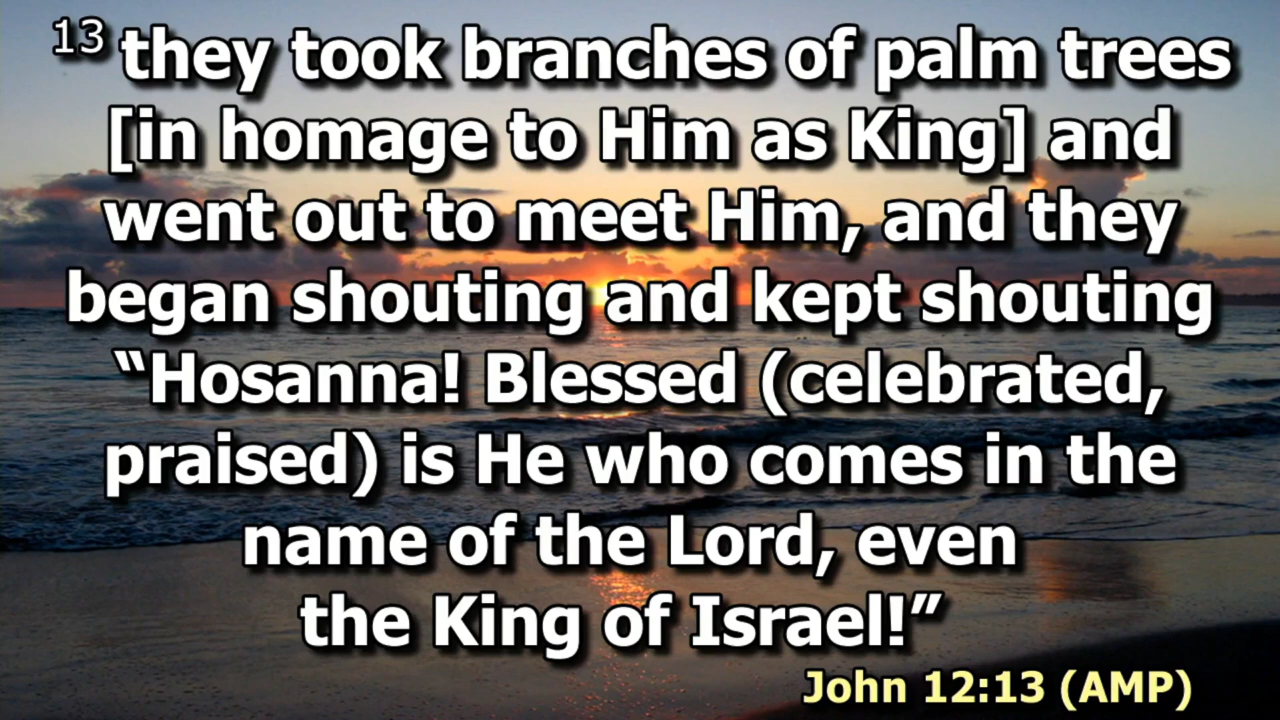 13 they took branches of palm trees
[in homage to Him as King] and
went out to meet Him, and they
began shouting and kept shouting
“Hosanna! Blessed (celebrated,
praised) is He who comes in the
name of the Lord, even
the King of Israel!”
John 12:13 (AMP)